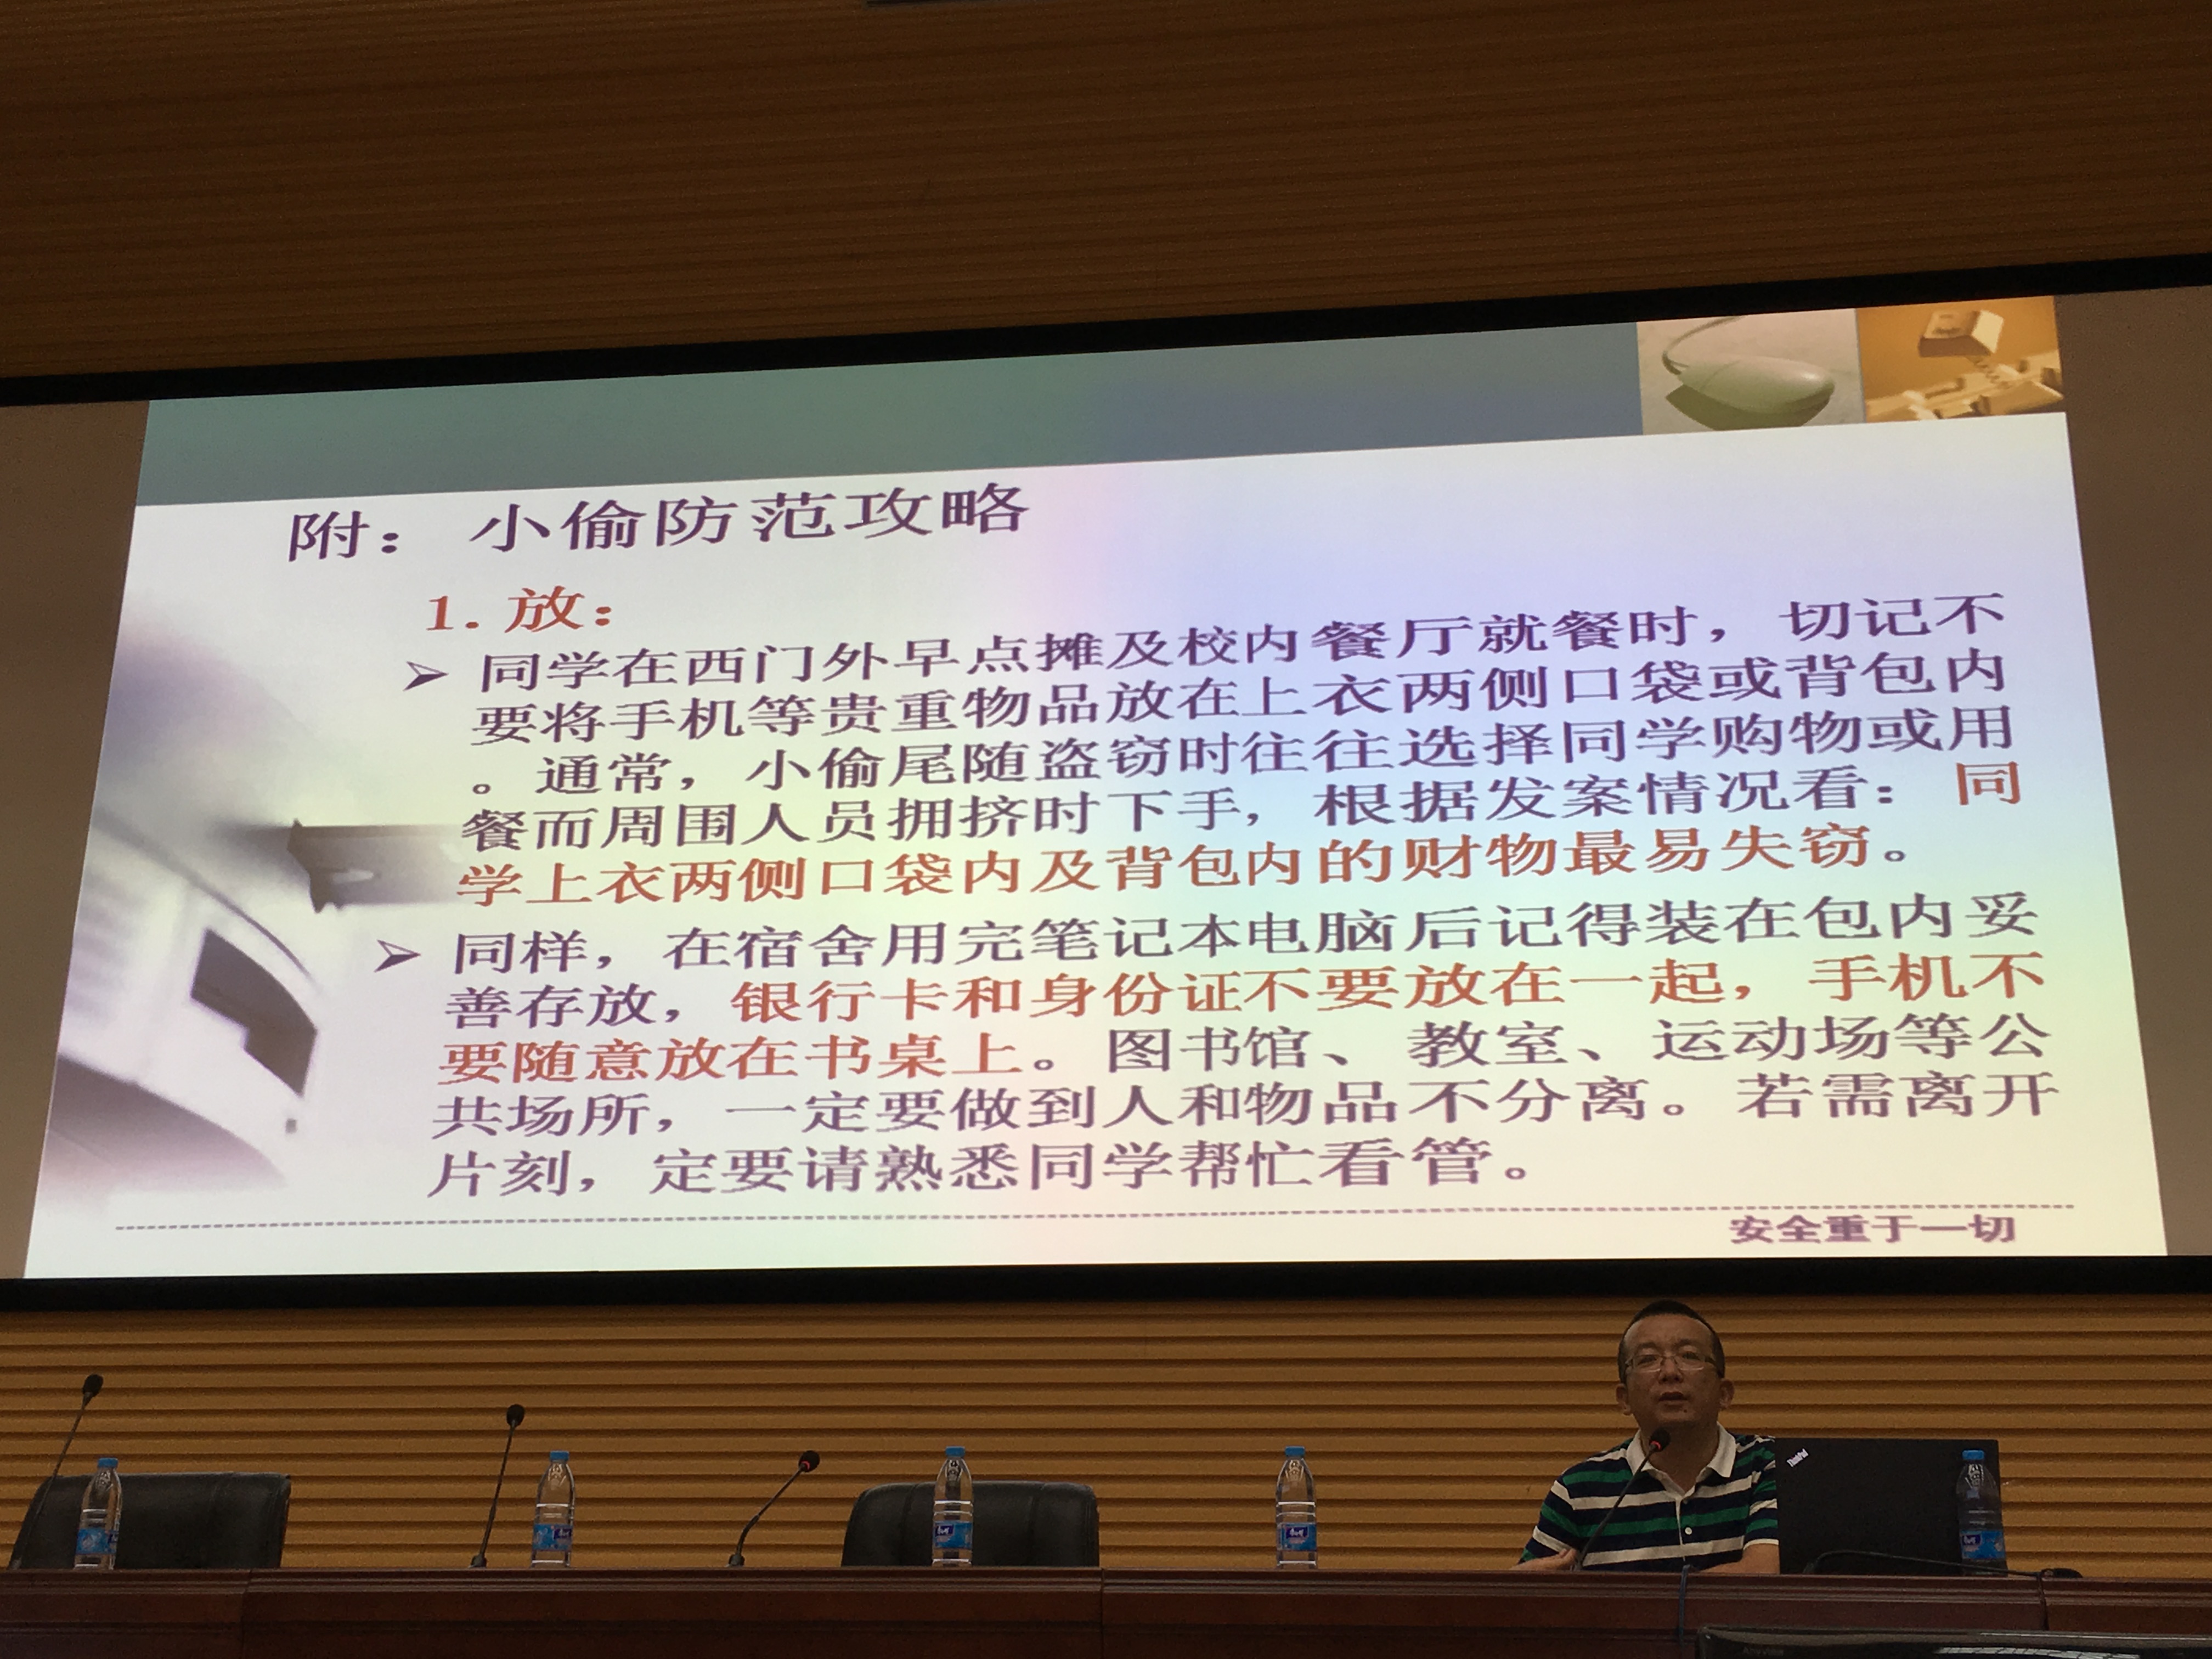 附：小偷防范攻略
1.放：
同学在西门外早点摊及校内餐厅就餐时，切记不
要将手机等贵重物品放在上衣两侧口袋或背包内
。通常，小偷尾随盗窃时往往选择同学购物或用
餐而周围人员拥挤时下手，根据发案情况看：同
学上衣两侧口袋内及背包内的财物最易失窃。
同样，在宿舍用完笔记本电脑后记得装在包内妥
善存放，银行卡和身份证不要放在一起，手机不
要随意放在书桌上。图书馆、教室、运动场等公
共场所，一定要做到人和物品不分离。若需离开
片刻，定要请熟悉同学帮忙看管。
安全重于一切
ThinkPad